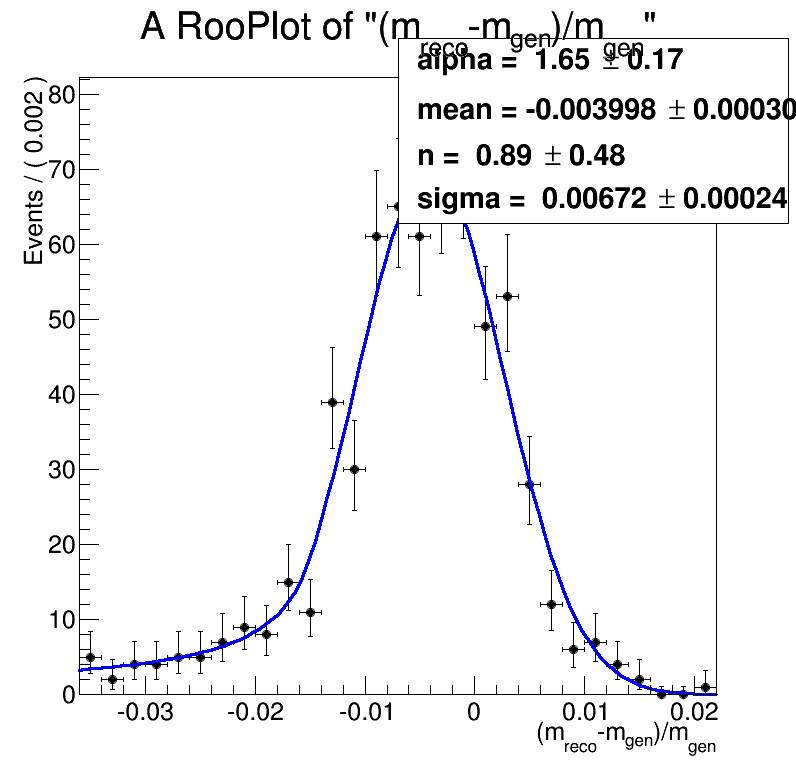 A RooPlot of "(m_reco-m_gen)/m_gen"
alpha = 1.65 ± 0.17
mean = -0.003998 ± 0.00030
n = 0.89 ± 0.48
sigma = 0.00672 ± 0.00024
Events / ( 0.002 )
80
70
60
50
40
30
20
10
0
-0.03 -0.02 -0.01 0 0.01 0.02
(m_reco-m_gen)/m_gen